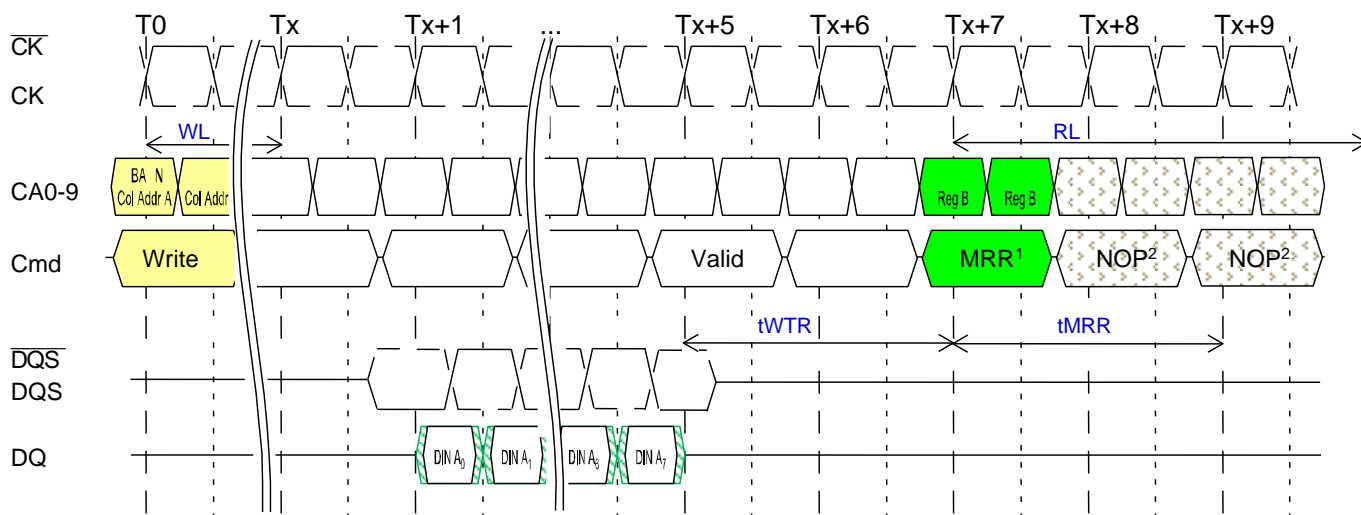 T0 Tx Tx+1 ... Tx+5 Tx+6 Tx+7 Tx+8 Tx+9
CK
CK
WL RL
CA0-9 BA N Col Addr A Col Addr Reg B Reg B
Cmd Write Valid MRR¹ NOP² NOP²
tWTR tMRR
DQS
DQS
DQ DIN A₀ DIN A₁ DIN A₆ DIN A₇